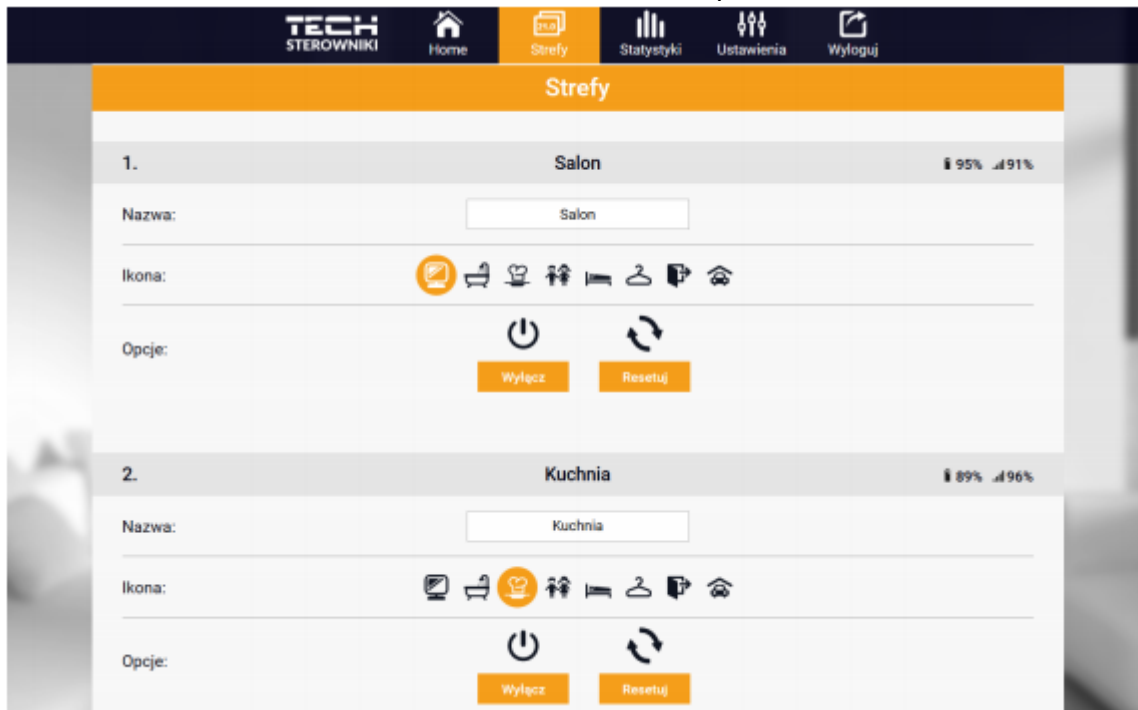 TECH
STEROWNIKI
Home
Strefy
Statystyki
Ustawienia
Wyloguj
Strefy
1. Salon 95% 91%
Nazwa: Salon
Ikona:
Opcje:
Wyłącz Resetuj
2. Kuchnia 89% 96%
Nazwa: Kuchnia
Ikona:
Opcje:
Wyłącz Resetuj